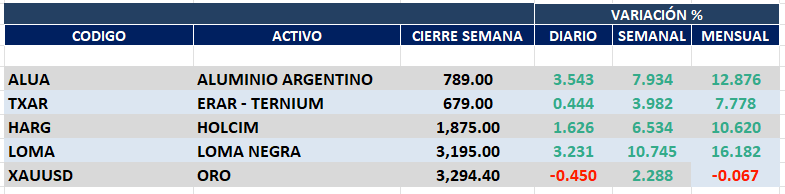 VARIACIÓN %
CODIGO ACTIVO CIERRE SEMANA DIARIO SEMANAL MENSUAL
ALUA ALUMINIO ARGENTINO 789.00 3.543 7.934 12.876
TXAR ERAR - TERNIUM 679.00 0.444 3.982 7.778
HARG HOLCIM 1,875.00 1.626 6.534 10.620
LOMA LOMA NEGRA 3,195.00 3.231 10.745 16.182
XAUUSD ORO 3,294.40 -0.450 2.288 -0.067